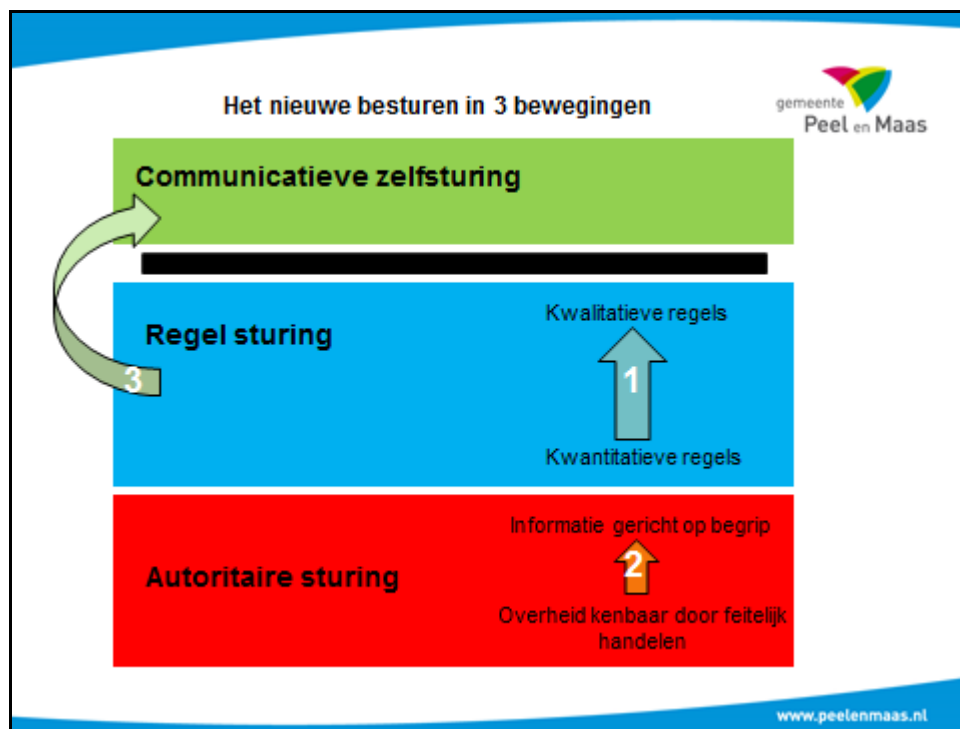 Het nieuwe besturen in 3 bewegingen
gemeente
Peel en Maas
Communicatieve zelfsturing
Regel sturing
Kwalitatieve regels
3
1
Kwantitatieve regels
Informatie gericht op begrip
2
Autoritaire sturing
Overheid kenbaar door feitelijk
handelen
www.peelenmaas.nl